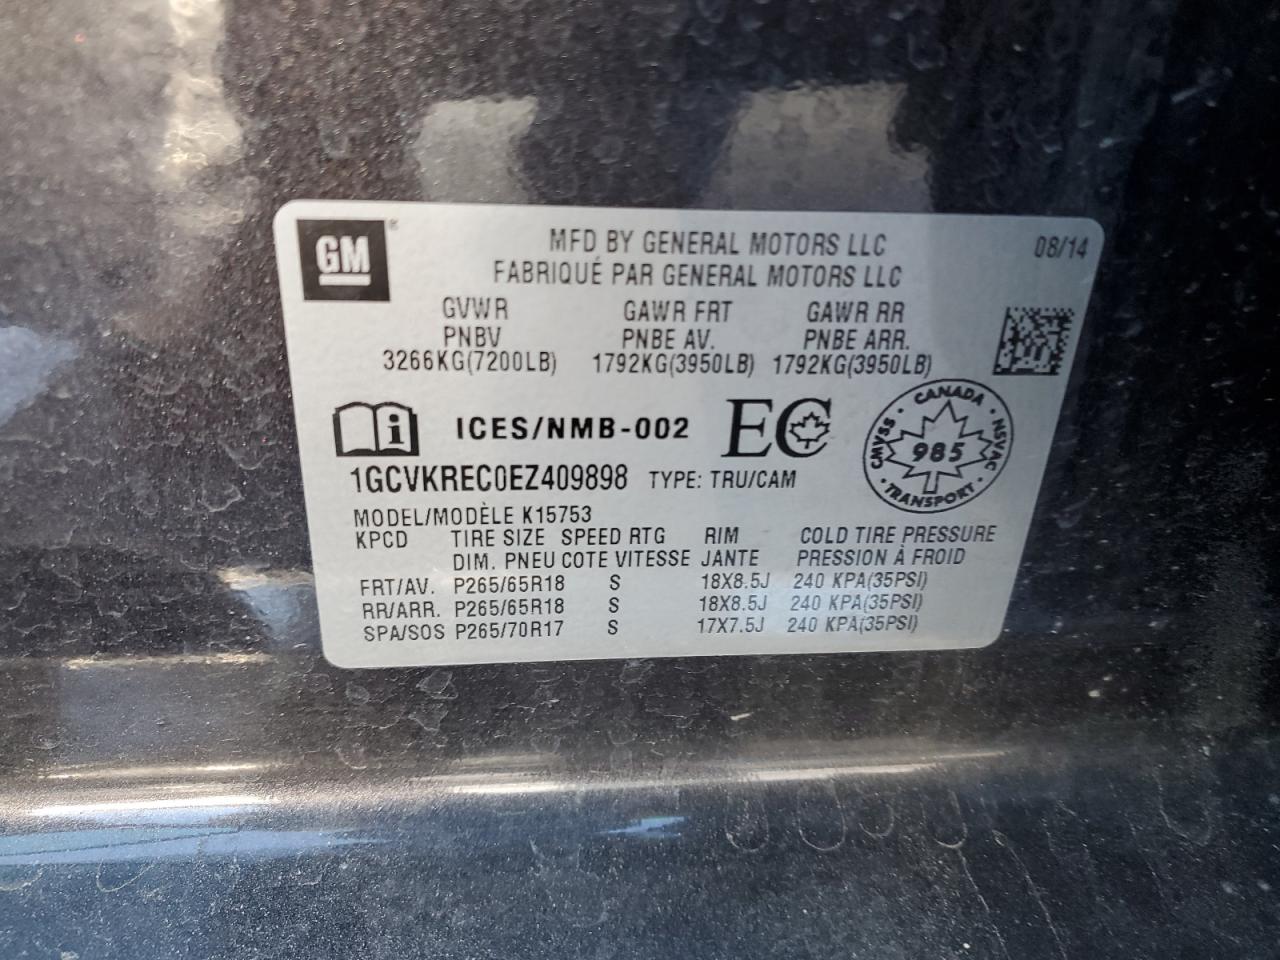 GM ®
MFD BY GENERAL MOTORS LLC
08/14
FABRIQUÉ PAR GENERAL MOTORS LLC
GVWR GAWR FRT GAWR RR
PNBV PNBE AV. PNBE ARR.
3266KG(7200LB) 1792KG(3950LB) 1792KG(3950LB)
i ICES/NMB-002 EC
CANADA
CMVSS 985 NSVAC
TRANSPORT
1GCVKREC0EZ409898 TYPE: TRU/CAM
MODEL/MODÈLE K15753
KPCD TIRE SIZE SPEED RTG RIM COLD TIRE PRESSURE
DIM. PNEU COTE VITESSE JANTE PRESSION À FROID
FRT/AV. P265/65R18 S 18X8.5J 240 KPA(35PSI)
RR/ARR. P265/65R18 S 18X8.5J 240 KPA(35PSI)
SPA/SOS P265/70R17 S 17X7.5J 240 KPA(35PSI)